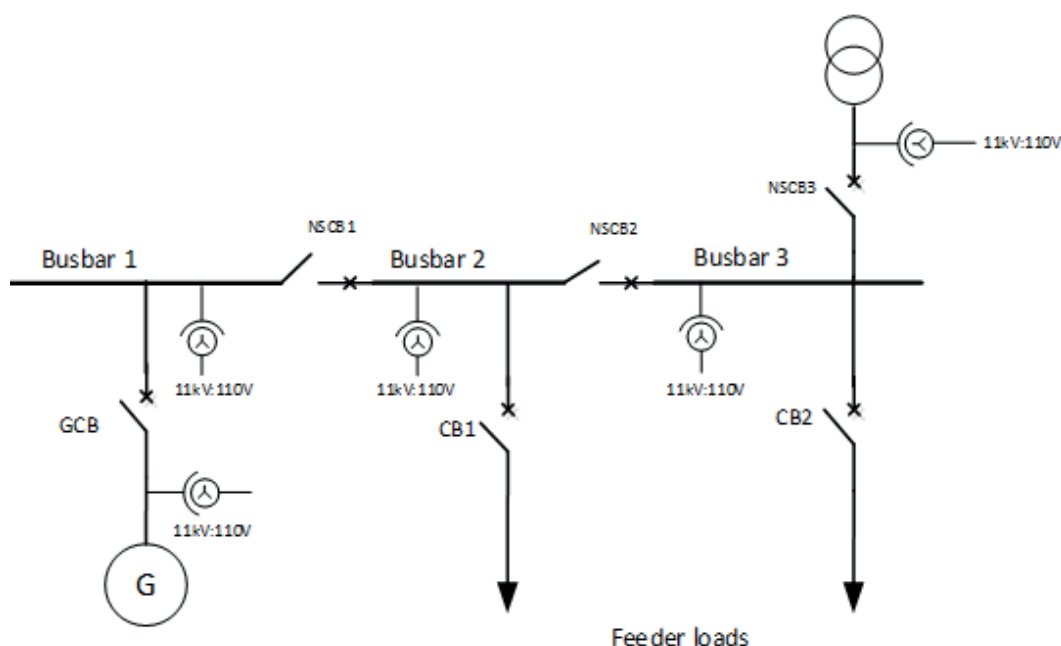 11kV:110V
NSCB3
NSCB1
NSCB2
Busbar 1
Busbar 2
Busbar 3
11kV:110V
11kV:110V
11kV:110V
GCB
CB1
CB2
11kV:110V
G
Feeder loads